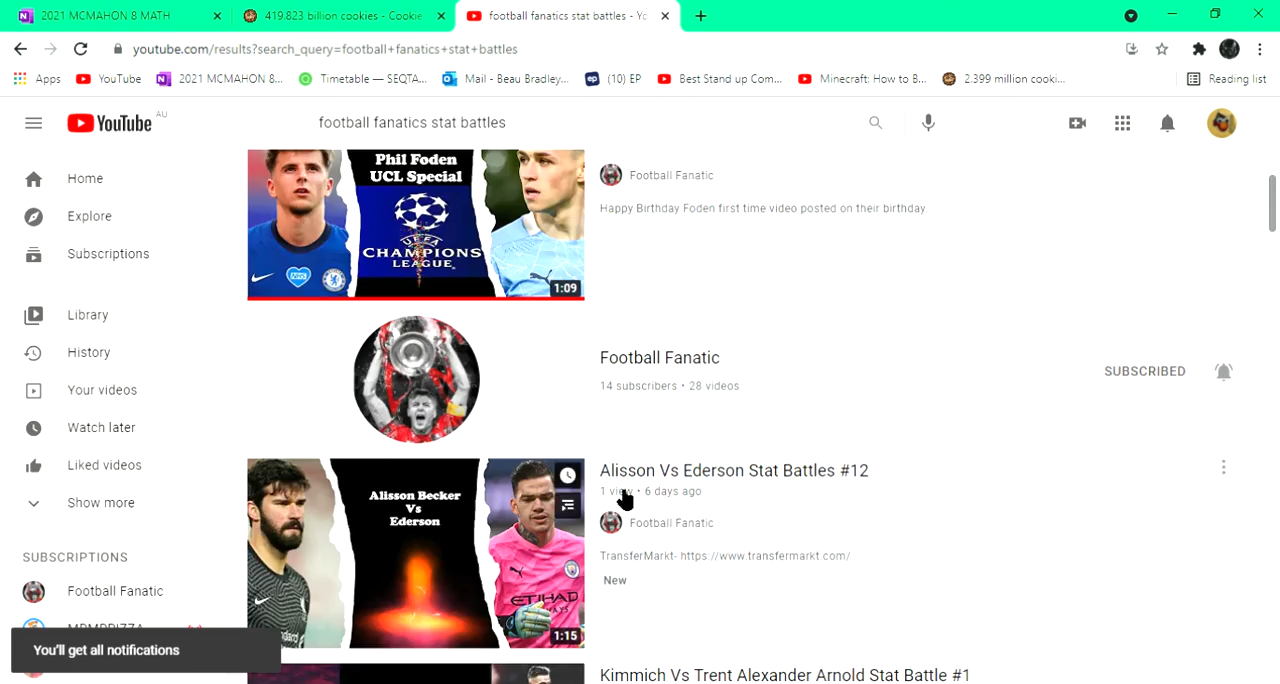 2021 MCMAHON 8 MATH
419.823 billion cookies - Cookie
football fanatics stat battles - Yo
youtube.com/results?search_query=football+fanatics+stat+battles
Apps
YouTube
2021 MCMAHON 8...
Timetable — SEQTA...
Mail - Beau Bradley...
ep
(10) EP
Best Stand up Com...
Minecraft: How to B...
2.399 million cooki...
Reading list
YouTube AU
football fanatics stat battles
Home
Explore
Subscriptions
Library
History
Your videos
Watch later
Liked videos
Show more
SUBSCRIPTIONS
Football Fanatic
You'll get all notifications
Phil Foden
UCL Special
UEFA
CHAMPIONS
LEAGUE
NHS
1:09
Football Fanatic
Happy Birthday Foden first time video posted on their birthday
Football Fanatic
14 subscribers • 28 videos
SUBSCRIBED
Alisson Becker
Vs
Ederson
ETIHAD
1:15
Alisson Vs Ederson Stat Battles #12
1 view • 6 days ago
Football Fanatic
TransferMarkt- https://www.transfermarkt.com/
New
Kimmich Vs Trent Alexander Arnold Stat Battle #1